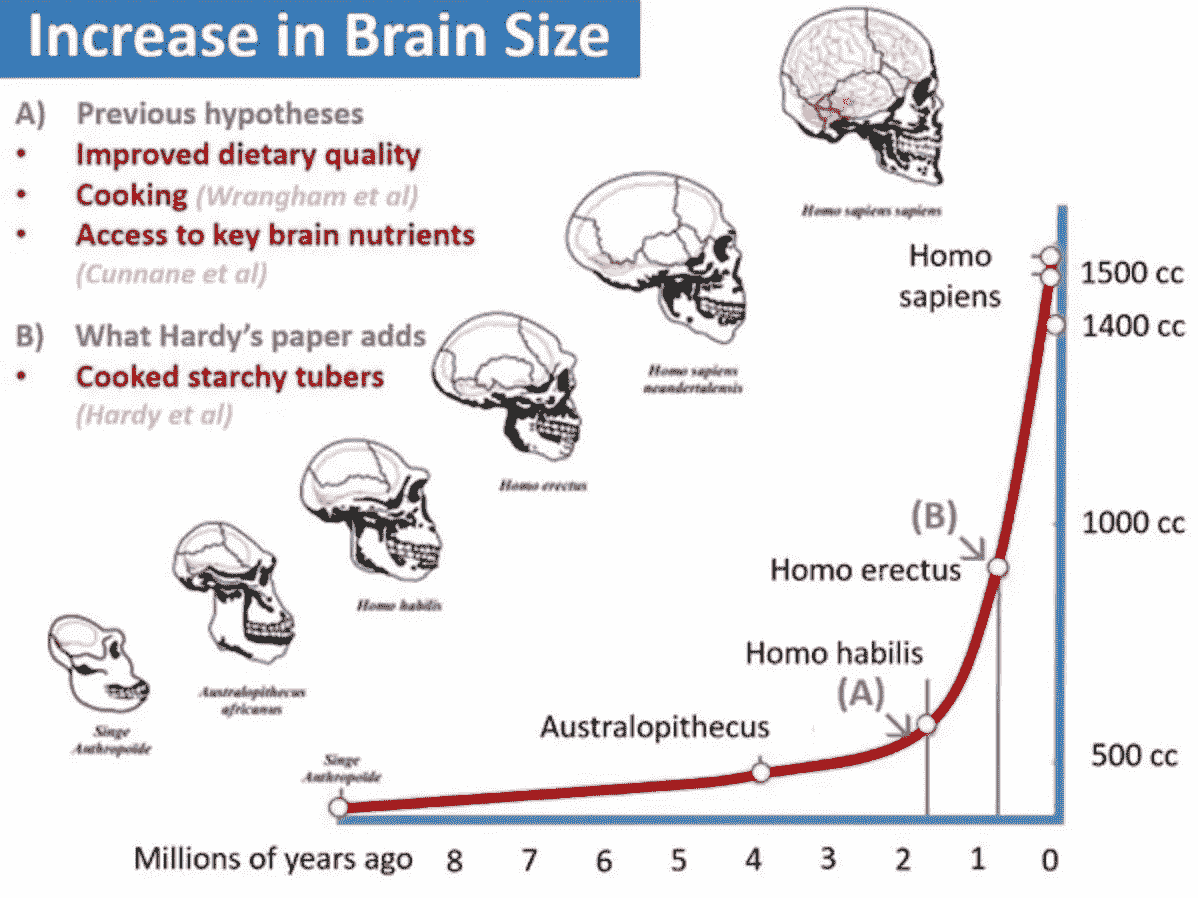 Increase in Brain Size
A) Previous hypotheses
• Improved dietary quality
• Cooking (Wrangham et al)
• Access to key brain nutrients
(Cunnane et al)
B) What Hardy's paper adds
• Cooked starchy tubers
(Hardy et al)
Homo sapiens sapiens
Homo sapiens
neandertalensis
Homo erectus
Homo habilis
Australopithecus
africanus
Singe
Anthropoïde
Singe
Anthropoïde
Homo
sapiens
1500 cc
1400 cc
(B)
1000 cc
Homo erectus
Homo habilis
(A)
Australopithecus
500 cc
Millions of years ago 8 7 6 5 4 3 2 1 0